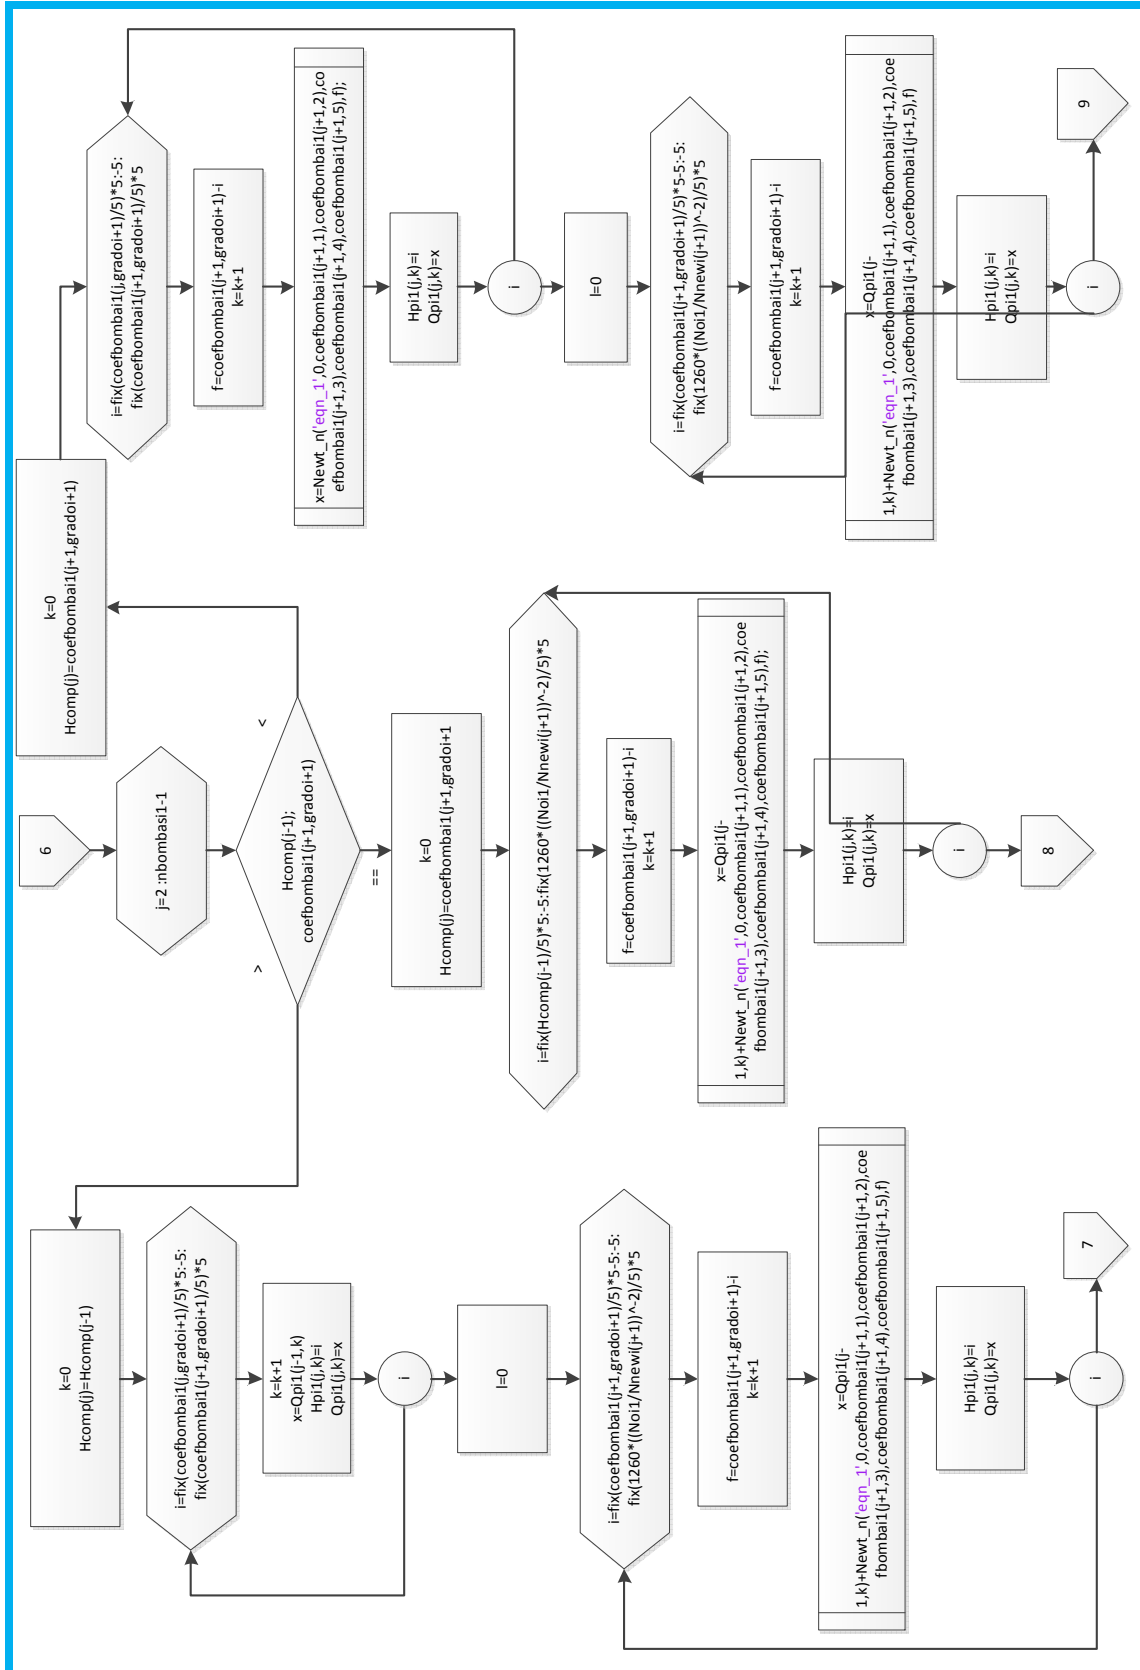 6
j=2 :nbombasi1-1
Hcomp(j-1);
coefbombai1(j+1,gradoi+1)
>
==
<
k=0
Hcomp(j)=Hcomp(j-1)
i=fix(coefbombai1(j,gradoi+1)/5)*5:-5:
fix(coefbombai1(j+1,gradoi+1)/5)*5
k=k+1
x=Qpi1(j-1,k)
Hpi1(j,k)=i
Qpi1(j,k)=x
i
l=0
i=fix(coefbombai1(j+1,gradoi+1)/5)*5-5:-5:
fix(1260*((Noi1/Nnewi(j+1))^-2)/5)*5
f=coefbombai1(j+1,gradoi+1)-i
k=k+1
x=Qpi1(j-
1,k)+Newt_n('eqn_1',0,coefbombai1(j+1,1),coefbombai1(j+1,2),coe
fbombai1(j+1,3),coefbombai1(j+1,4),coefbombai1(j+1,5),f)
Hpi1(j,k)=i
Qpi1(j,k)=x
i
7
k=0
Hcomp(j)=coefbombai1(j+1,gradoi+1
i=fix(Hcomp(j-1)/5)*5:-5:fix(1260*((Noi1/Nnewi(j+1))^-2)/5)*5
f=coefbombai1(j+1,gradoi+1)-i
k=k+1
x=Qpi1(j-
1,k)+Newt_n('eqn_1',0,coefbombai1(j+1,1),coefbombai1(j+1,2),coe
fbombai1(j+1,3),coefbombai1(j+1,4),coefbombai1(j+1,5),f);
Hpi1(j,k)=i
Qpi1(j,k)=x
i
8
k=0
Hcomp(j)=coefbombai1(j+1,gradoi+1)
i=fix(coefbombai1(j,gradoi+1)/5)*5:-5:
fix(coefbombai1(j+1,gradoi+1)/5)*5
f=coefbombai1(j+1,gradoi+1)-i
k=k+1
x=Newt_n('eqn_1',0,coefbombai1(j+1,1),coefbombai1(j+1,2),co
efbombai1(j+1,3),coefbombai1(j+1,4),coefbombai1(j+1,5),f);
Hpi1(j,k)=i
Qpi1(j,k)=x
i
l=0
i=fix(coefbombai1(j+1,gradoi+1)/5)*5-5:-5:
fix(1260*((Noi1/Nnewi(j+1))^-2)/5)*5
f=coefbombai1(j+1,gradoi+1)-i
k=k+1
x=Qpi1(j-
1,k)+Newt_n('eqn_1',0,coefbombai1(j+1,1),coefbombai1(j+1,2),coe
fbombai1(j+1,3),coefbombai1(j+1,4),coefbombai1(j+1,5),f)
Hpi1(j,k)=i
Qpi1(j,k)=x
i
9